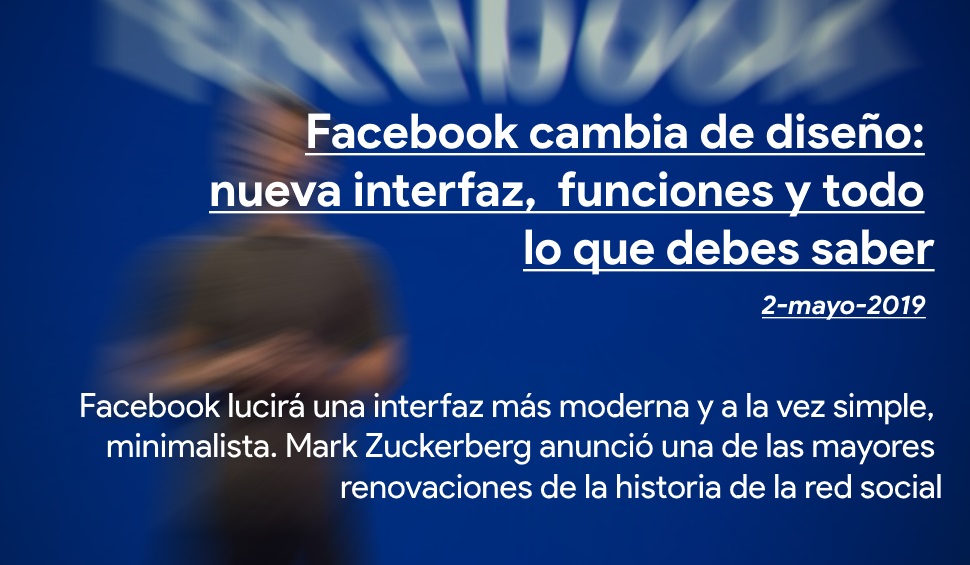 facebook
Facebook cambia de diseño:
nueva interfaz, funciones y todo
lo que debes saber
2-mayo-2019
Facebook lucirá una interfaz más moderna y a la vez simple,
minimalista. Mark Zuckerberg anunció una de las mayores
renovaciones de la historia de la red social